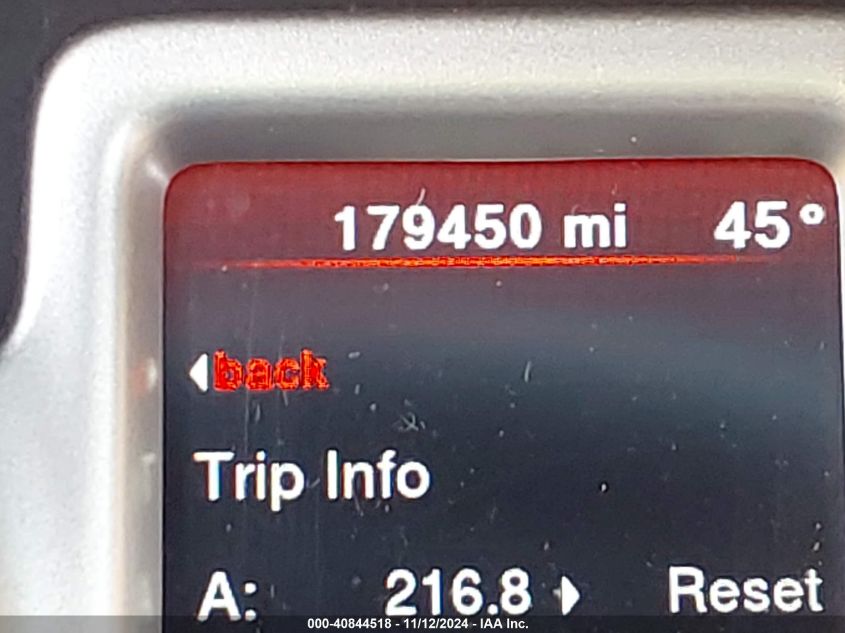 179450 mi 45°
back
Trip Info
A: 216.8 Reset
000-40844518 - 11/12/2024 - IAA Inc.